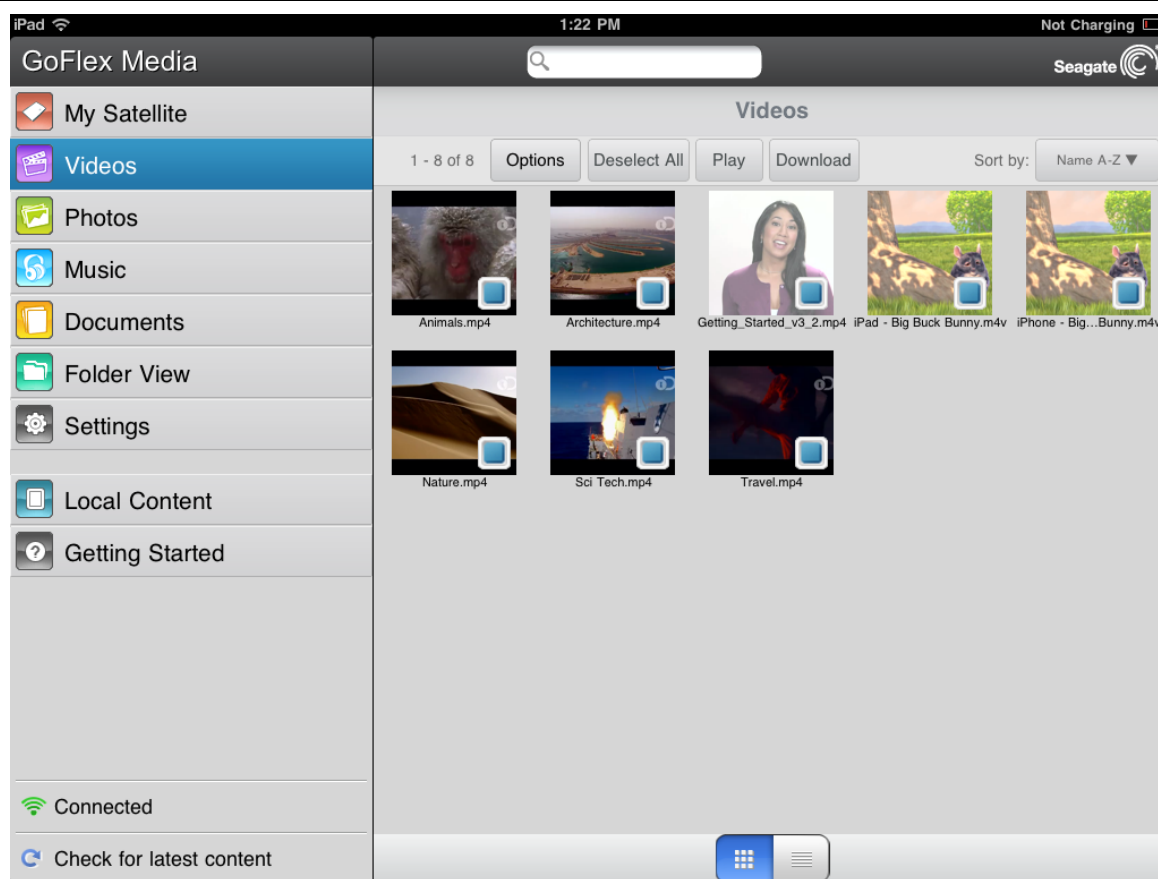 iPad 1:22 PM Not Charging
GoFlex Media
Seagate
My Satellite
Videos
Photos
Music
Documents
Folder View
Settings
Local Content
Getting Started
Connected
Check for latest content
Videos
1 - 8 of 8 Options Deselect All Play Download Sort by: Name A-Z ▼
Animals.mp4 Architecture.mp4 Getting_Started_v3_2.mp4 iPad - Big Buck Bunny.m4v iPhone - Big...Bunny.m4v
Nature.mp4 Sci Tech.mp4 Travel.mp4